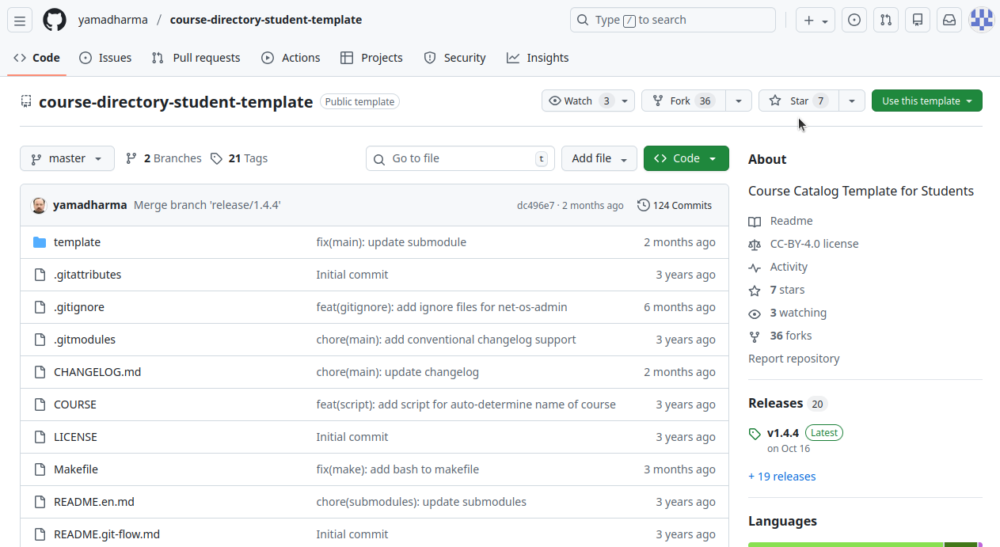 yamadharma / course-directory-student-template Type / to search
Code Issues Pull requests Actions Projects Security Insights
course-directory-student-template Public template Watch 3 Fork 36 Star 7 Use this template
master 2 Branches 21 Tags Go to file t Add file Code
yamadharma Merge branch 'release/1.4.4' dc496e7 · 2 months ago 124 Commits
template fix(main): update submodule 2 months ago
.gitattributes Initial commit 3 years ago
.gitignore feat(gitignore): add ignore files for net-os-admin 6 months ago
.gitmodules chore(main): add conventional changelog support 3 years ago
CHANGELOG.md chore(main): update changelog 2 months ago
COURSE feat(script): add script for auto-determine name of course 3 years ago
LICENSE Initial commit 3 years ago
Makefile fix(make): add bash to makefile 3 months ago
README.en.md chore(submodules): update submodules 3 years ago
README.git-flow.md Initial commit 3 years ago
About
Course Catalog Template for Students
Readme
CC-BY-4.0 license
Activity
7 stars
3 watching
36 forks
Report repository
Releases 20
v1.4.4 Latest
on Oct 16
+ 19 releases
Languages